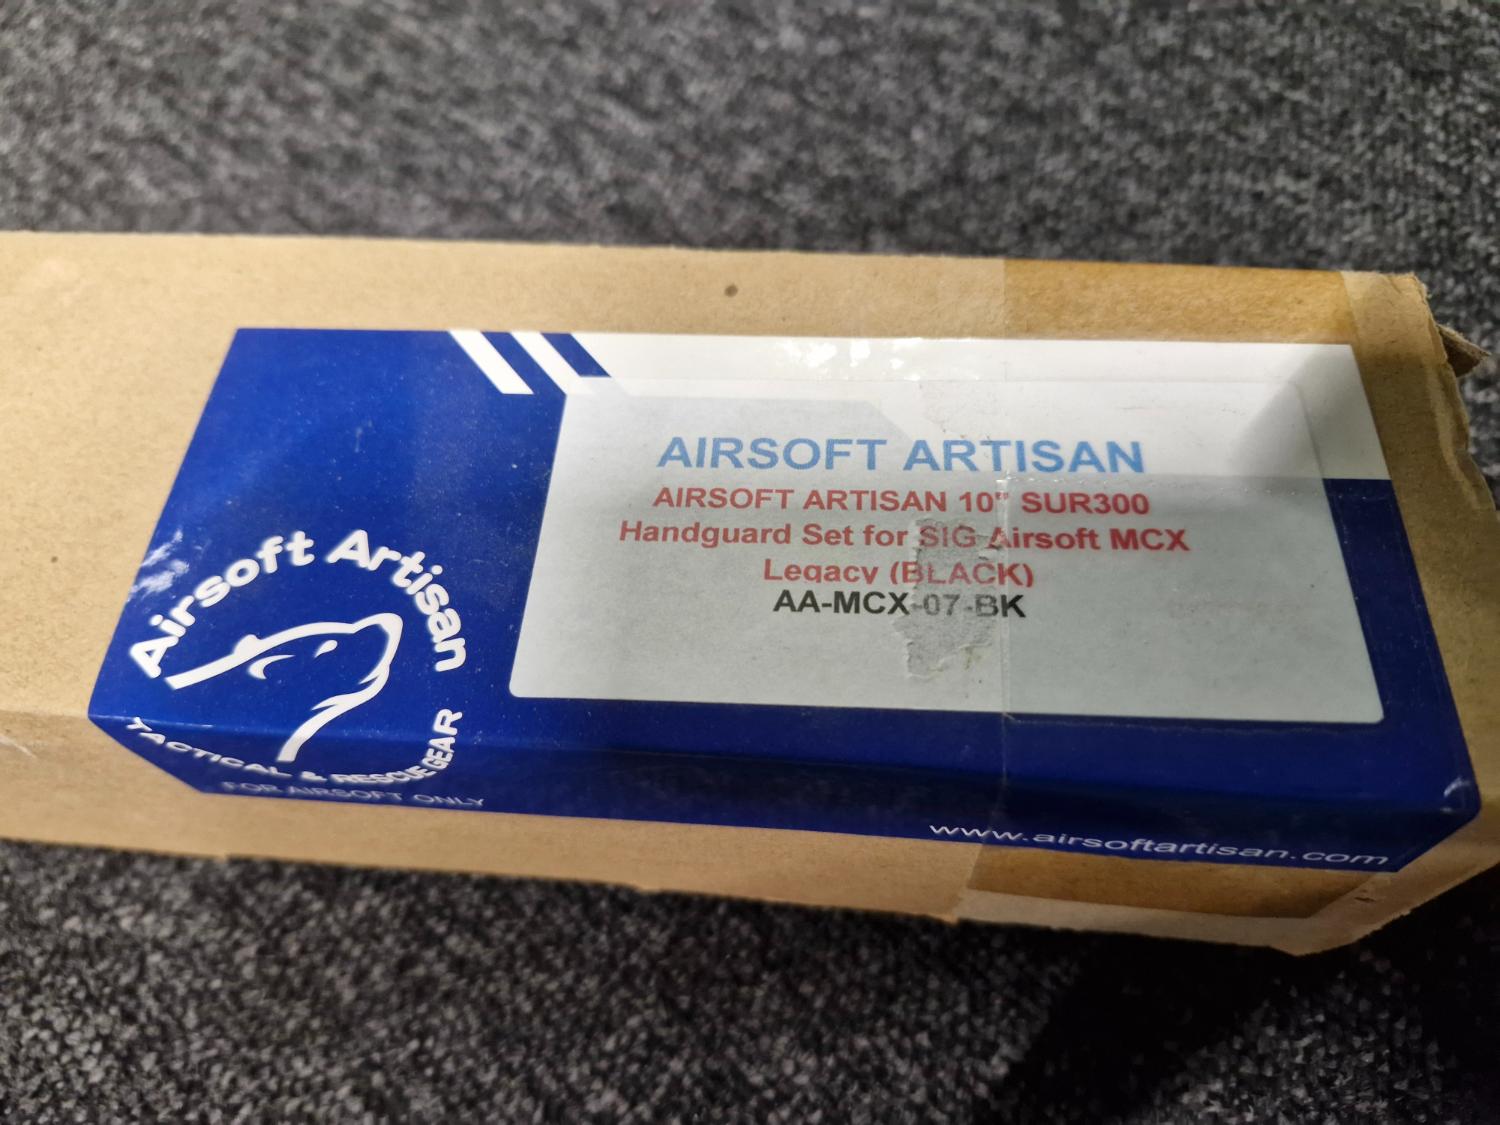 AIRSOFT ARTISAN
AIRSOFT ARTISAN 10" SUR300
Handguard Set for SIG Airsoft MCX
Legacy (BLACK)
AA-MCX-07-BK
Airsoft Artisan
TACTICAL & RESCUE GEAR
FOR AIRSOFT ONLY
www.airsoftartisan.com